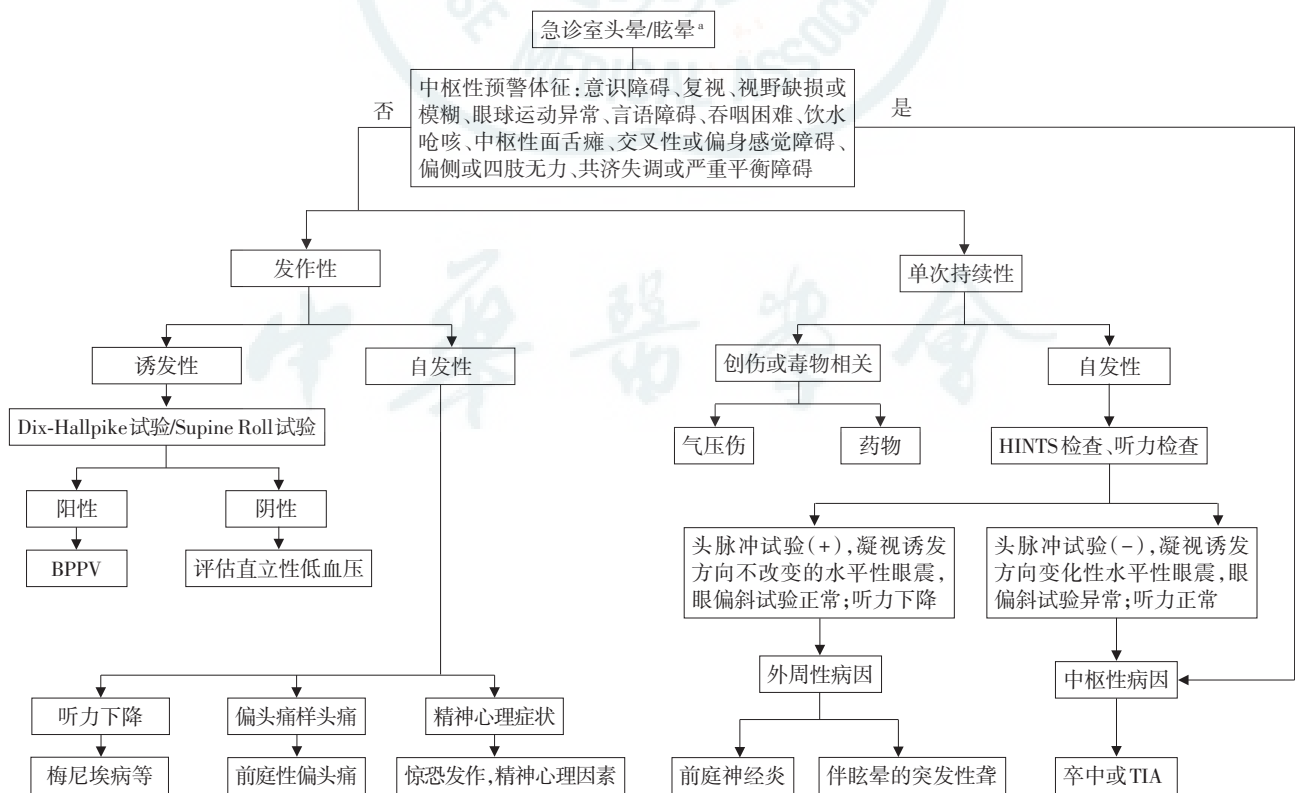 急诊室头晕/眩晕a
中枢性预警体征:意识障碍、复视、视野缺损或
模糊、眼球运动异常、言语障碍、吞咽困难、饮水
呛咳、中枢性面舌瘫、交叉性或偏身感觉障碍、
偏侧或四肢无力、共济失调或严重平衡障碍
否
是
发作性
单次持续性
诱发性
自发性
创伤或毒物相关
自发性
Dix-Hallpike试验/Supine Roll试验
气压伤
药物
HINTS检查、听力检查
阳性
阴性
BPPV
评估直立性低血压
头脉冲试验(+),凝视诱发
方向不改变的水平性眼震,
眼偏斜试验正常;听力下降
头脉冲试验(-),凝视诱发
方向变化性水平性眼震,眼
偏斜试验异常;听力正常
外周性病因
中枢性病因
听力下降
偏头痛样头痛
精神心理症状
梅尼埃病等
前庭性偏头痛
惊恐发作,精神心理因素
前庭神经炎
伴眩晕的突发性聋
卒中或TIA
中华医学会
MEDICAL ASSOC